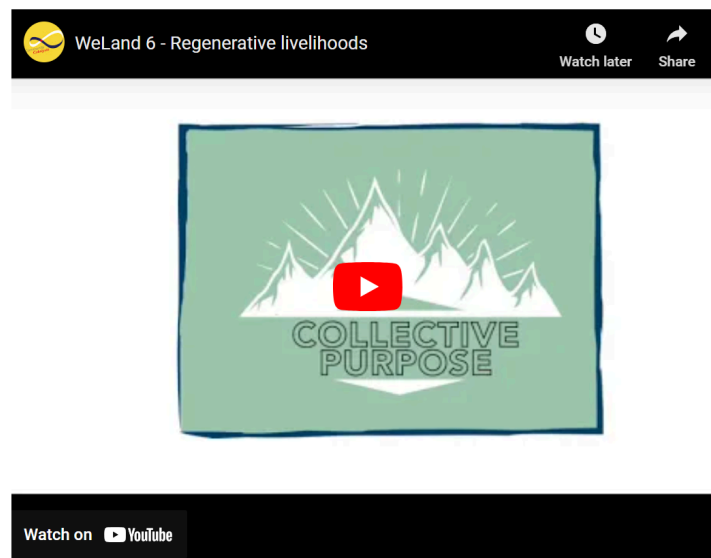 WeLand 6 - Regenerative livelihoods
Watch later
Share
COLLECTIVE
PURPOSE
Watch on YouTube